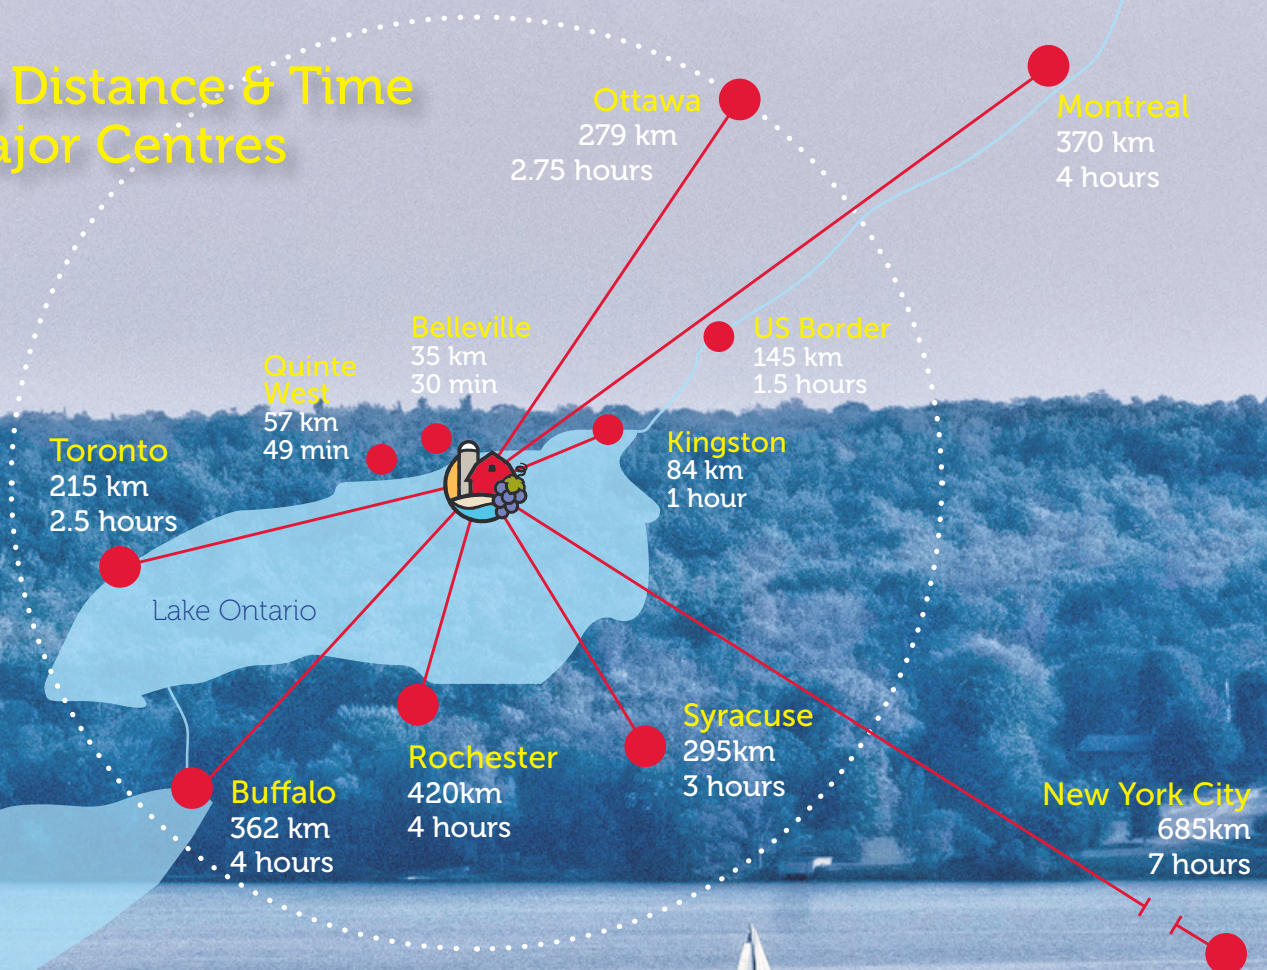 Distance & Time
Centres
Ottawa
279 km
2.75 hours
Montreal
370 km
4 hours
Belleville
35 km
30 min
US Border
145 km
1.5 hours
Quinte
West
57 km
49 min
Toronto
215 km
2.5 hours
Kingston
84 km
1 hour
Lake Ontario
Syracuse
295km
3 hours
Rochester
420km
4 hours
Buffalo
362 km
4 hours
New York City
685km
7 hours